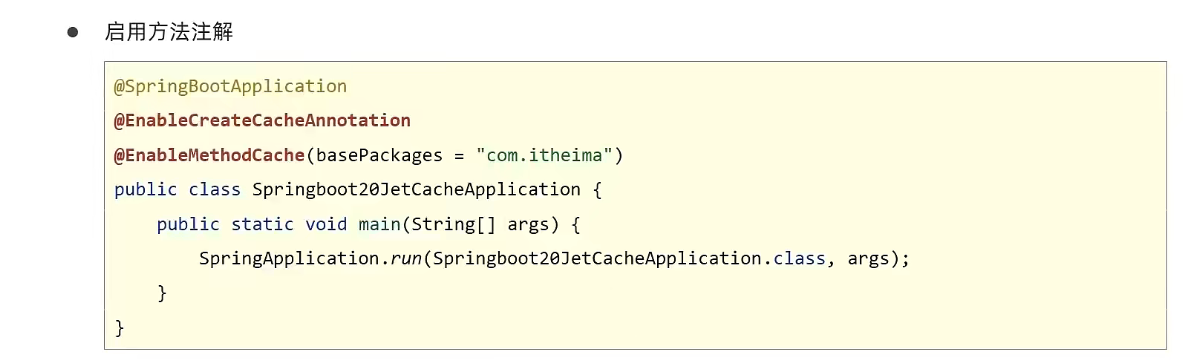 ● 启用方法注解
@SpringBootApplication
@EnableCreateCacheAnnotation
@EnableMethodCache(basePackages = "com.itheima")
public class Springboot20JetCacheApplication {
    public static void main(String[] args) {
        SpringApplication.run(Springboot20JetCacheApplication.class, args);
    }
}